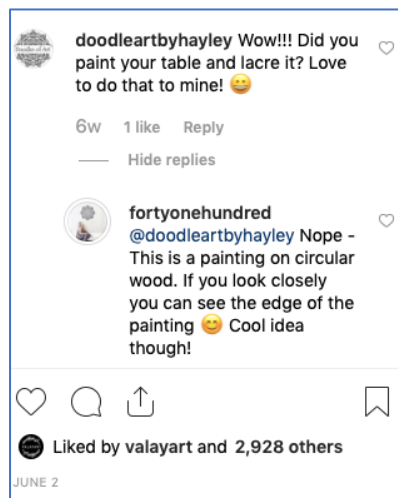 doodleartbyhayley Wow!!! Did you
paint your table and lacre it? Love
to do that to mine! 😀
6w 1 like Reply
Hide replies
fortyonehundred
@doodleartbyhayley Nope -
This is a painting on circular
wood. If you look closely
you can see the edge of the
painting 😊 Cool idea
though!
Liked by valayart and 2,928 others
JUNE 2